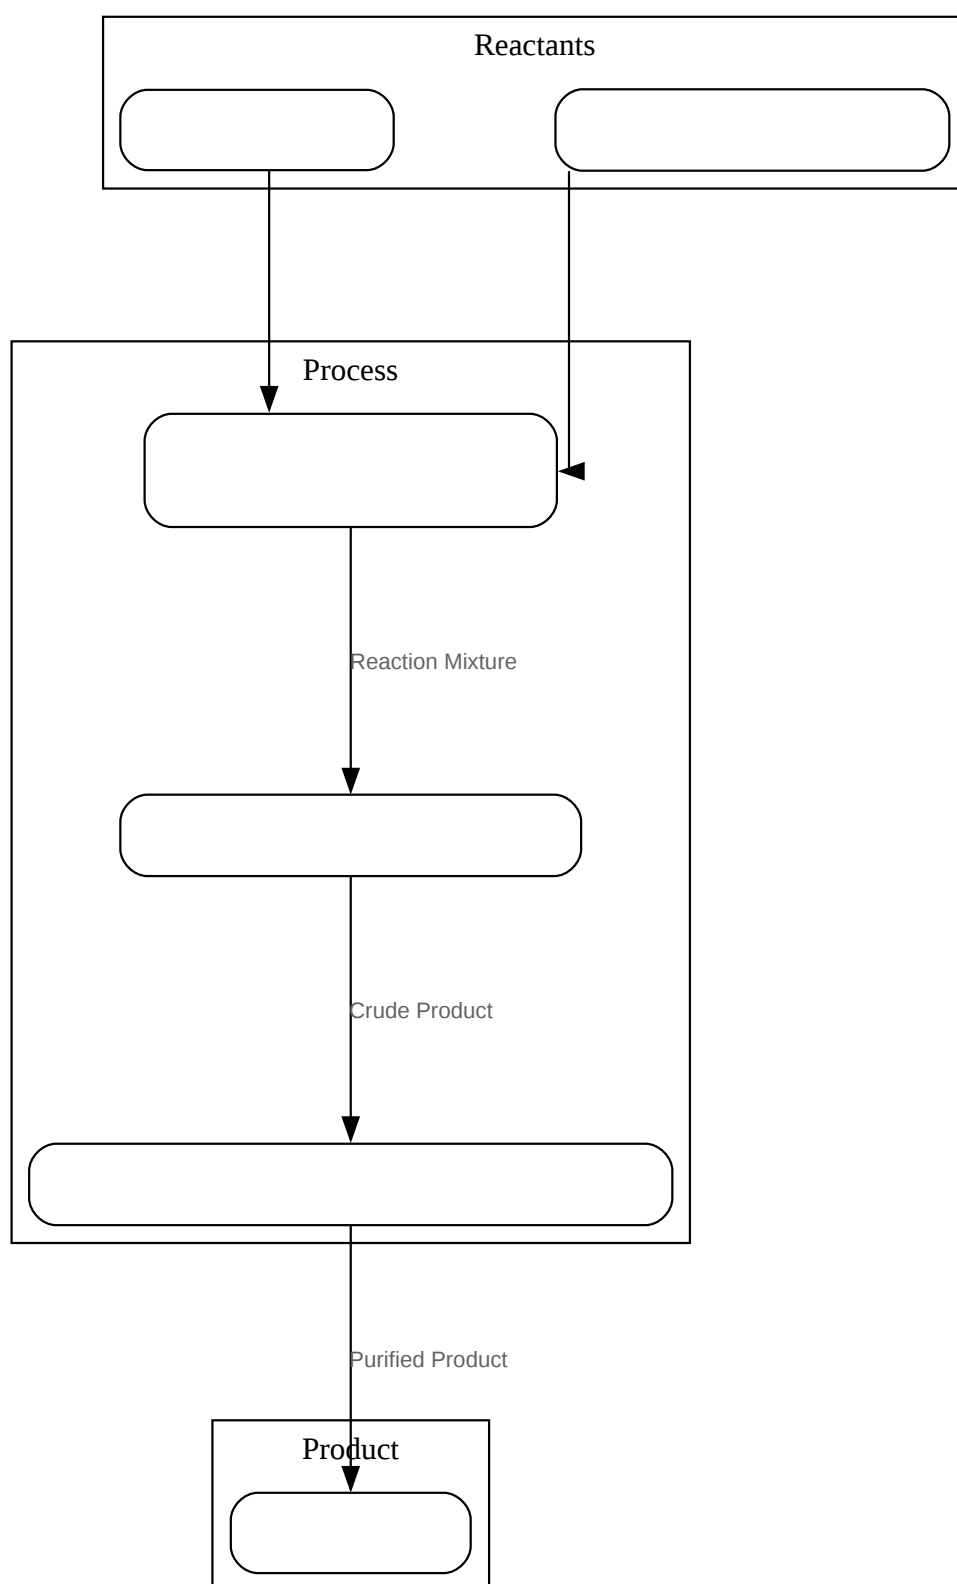 Reactants
Process
Reaction Mixture
Crude Product
Purified Product
Product